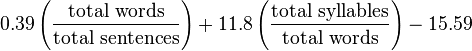 0.39 ( total words / total sentences ) + 11.8 ( total syllables / total words ) − 15.59